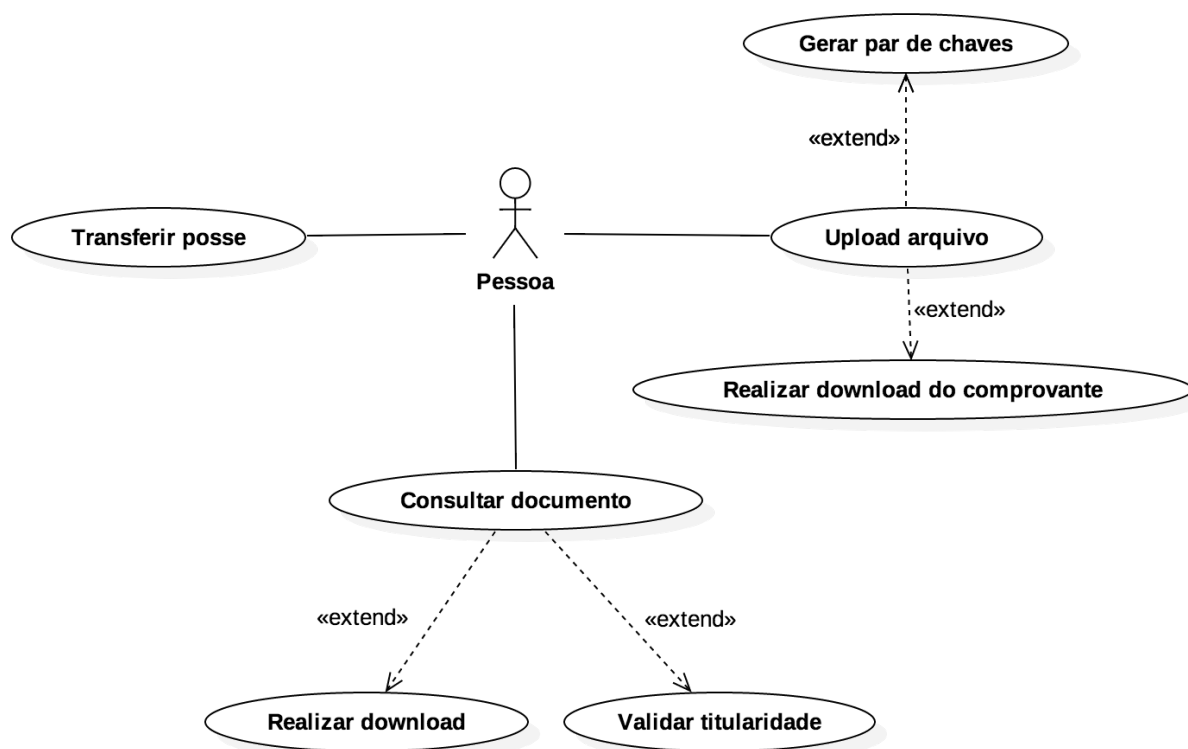 Gerar par de chaves
«extend»
Transferir posse
Pessoa
Upload arquivo
«extend»
Realizar download do comprovante
Consultar documento
«extend»
«extend»
Realizar download
Validar titularidade